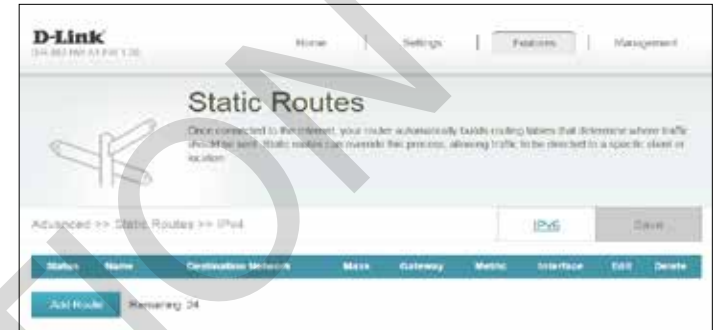 D-Link
Home
Settings
Features
Management
Static Routes
Once connected to the Internet, your router automatically builds routing tables that determine where traffic
should be sent. Static routes can override this process, allowing traffic to be directed to a specific client or
location.
Advanced >> Static Routes >> IPv4
IPv6
Save
Status Name Destination Network Mask Gateway Metric Interface Edit Delete
Add Route
Remaining: 24